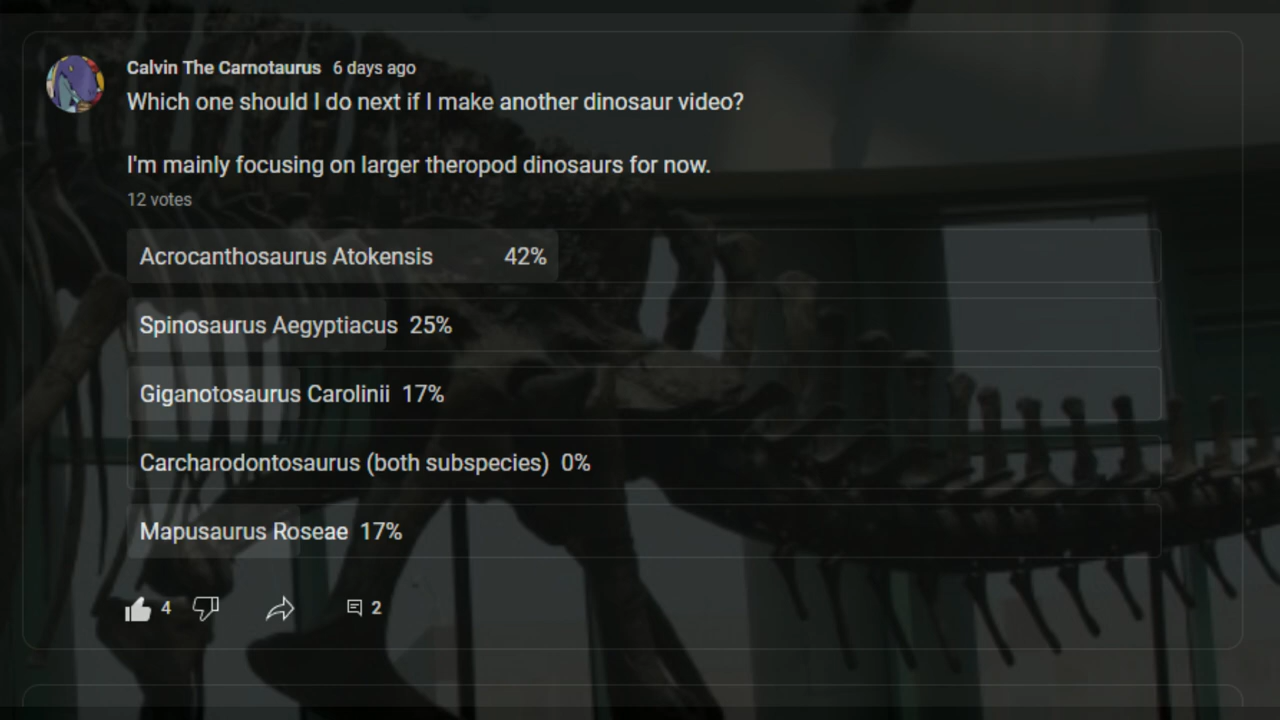 Calvin The Carnotaurus 6 days ago
Which one should I do next if I make another dinosaur video?
I'm mainly focusing on larger theropod dinosaurs for now.
12 votes
Acrocanthosaurus Atokensis 42%
Spinosaurus Aegyptiacus 25%
Giganotosaurus Carolinii 17%
Carcharodontosaurus (both subspecies) 0%
Mapusaurus Roseae 17%
4 2